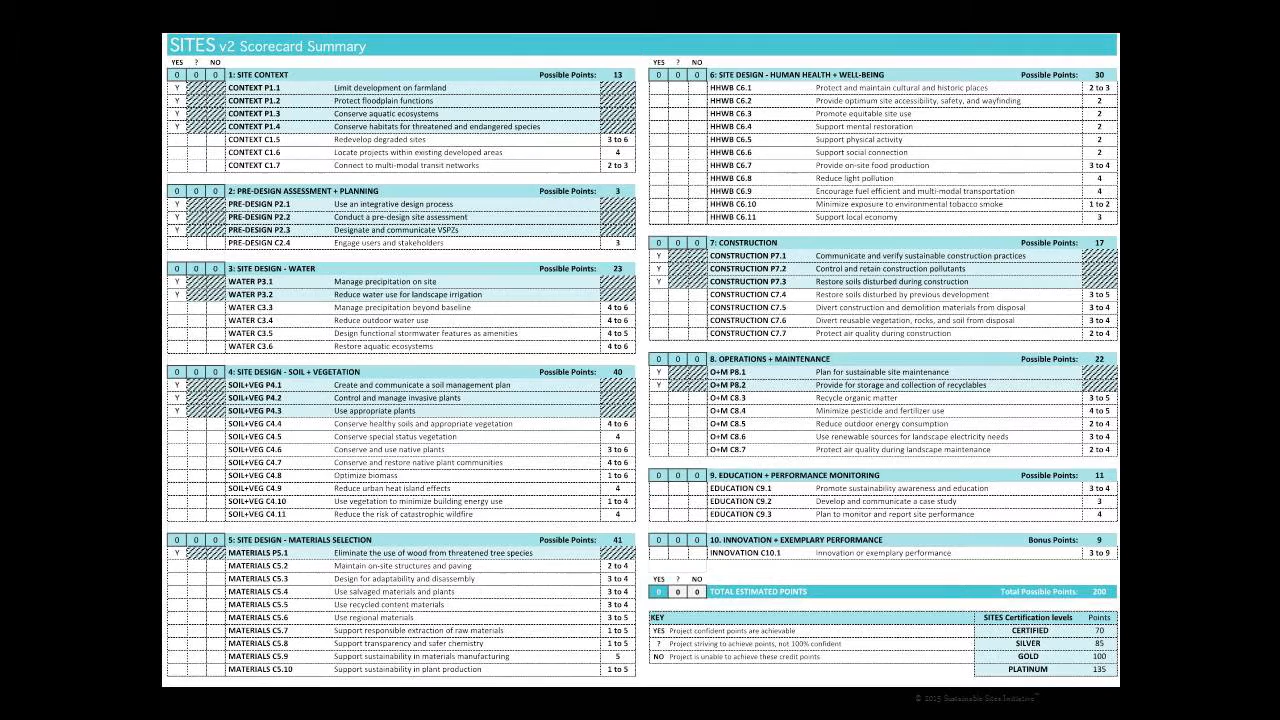 SITES v2 Scorecard Summary
YES ? NO
0 0 0 1: SITE CONTEXT Possible Points: 13
Y CONTEXT P1.1 Limit development on farmland
Y CONTEXT P1.2 Protect floodplain functions
Y CONTEXT P1.3 Conserve aquatic ecosystems
Y CONTEXT P1.4 Conserve habitats for threatened and endangered species
CONTEXT C1.5 Redevelop degraded sites 3 to 6
CONTEXT C1.6 Locate projects within existing developed areas 4
CONTEXT C1.7 Connect to multi-modal transit networks 2 to 3
0 0 0 2: PRE-DESIGN ASSESSMENT + PLANNING Possible Points: 3
Y PRE-DESIGN P2.1 Use an integrative design process
Y PRE-DESIGN P2.2 Conduct a pre-design site assessment
Y PRE-DESIGN P2.3 Designate and communicate VSPZs
PRE-DESIGN C2.4 Engage users and stakeholders 3
0 0 0 3: SITE DESIGN - WATER Possible Points: 23
Y WATER P3.1 Manage precipitation on site
Y WATER P3.2 Reduce water use for landscape irrigation
WATER C3.3 Manage precipitation beyond baseline 4 to 6
WATER C3.4 Reduce outdoor water use 4 to 6
WATER C3.5 Design functional stormwater features as amenities 4 to 5
WATER C3.6 Restore aquatic ecosystems 4 to 6
0 0 0 4: SITE DESIGN - SOIL + VEGETATION Possible Points: 40
Y SOIL+VEG P4.1 Create and communicate a soil management plan
Y SOIL+VEG P4.2 Control and manage invasive plants
Y SOIL+VEG P4.3 Use appropriate plants
SOIL+VEG C4.4 Conserve healthy soils and appropriate vegetation 4 to 6
SOIL+VEG C4.5 Conserve special status vegetation 4
SOIL+VEG C4.6 Conserve and use native plants 3 to 6
SOIL+VEG C4.7 Conserve and restore native plant communities 4 to 6
SOIL+VEG C4.8 Optimize biomass 1 to 6
SOIL+VEG C4.9 Reduce urban heat island effects 4
SOIL+VEG C4.10 Use vegetation to minimize building energy use 1 to 4
SOIL+VEG C4.11 Reduce the risk of catastrophic wildfire 4
0 0 0 5: SITE DESIGN - MATERIALS SELECTION Possible Points: 41
Y MATERIALS P5.1 Eliminate the use of wood from threatened tree species
MATERIALS C5.2 Maintain on-site structures and paving 2 to 4
MATERIALS C5.3 Design for adaptability and disassembly 3 to 4
MATERIALS C5.4 Use salvaged materials and plants 3 to 4
MATERIALS C5.5 Use recycled content materials 3 to 4
MATERIALS C5.6 Use regional materials 3 to 5
MATERIALS C5.7 Support responsible extraction of raw materials 1 to 5
MATERIALS C5.8 Support transparency and safer chemistry 1 to 5
MATERIALS C5.9 Support sustainability in materials manufacturing 5
MATERIALS C5.10 Support sustainability in plant production 1 to 5
YES ? NO
0 0 0 6: SITE DESIGN - HUMAN HEALTH + WELL-BEING Possible Points: 30
HHWB C6.1 Protect and maintain cultural and historic places 2 to 3
HHWB C6.2 Provide optimum site accessibility, safety, and wayfinding 2
HHWB C6.3 Promote equitable site use 2
HHWB C6.4 Support mental restoration 2
HHWB C6.5 Support physical activity 2
HHWB C6.6 Support social connection 2
HHWB C6.7 Provide on-site food production 3 to 4
HHWB C6.8 Reduce light pollution 4
HHWB C6.9 Encourage fuel efficient and multi-modal transportation 4
HHWB C6.10 Minimize exposure to environmental tobacco smoke 1 to 2
HHWB C6.11 Support local economy 3
0 0 0 7: CONSTRUCTION Possible Points: 17
Y CONSTRUCTION P7.1 Communicate and verify sustainable construction practices
Y CONSTRUCTION P7.2 Control and retain construction pollutants
Y CONSTRUCTION P7.3 Restore soils disturbed during construction
CONSTRUCTION C7.4 Restore soils disturbed by previous development 3 to 5
CONSTRUCTION C7.5 Divert construction and demolition materials from disposal 3 to 4
CONSTRUCTION C7.6 Divert reusable vegetation, rocks, and soil from disposal 3 to 4
CONSTRUCTION C7.7 Protect air quality during construction 2 to 4
0 0 0 8. OPERATIONS + MAINTENANCE Possible Points: 22
Y O+M P8.1 Plan for sustainable site maintenance
Y O+M P8.2 Provide for storage and collection of recyclables
O+M C8.3 Recycle organic matter 3 to 5
O+M C8.4 Minimize pesticide and fertilizer use 4 to 5
O+M C8.5 Reduce outdoor energy consumption 2 to 4
O+M C8.6 Use renewable sources for landscape electricity needs 3 to 4
O+M C8.7 Protect air quality during landscape maintenance 2 to 4
0 0 0 9. EDUCATION + PERFORMANCE MONITORING Possible Points: 11
EDUCATION C9.1 Promote sustainability awareness and education 3 to 4
EDUCATION C9.2 Develop and communicate a case study 3
EDUCATION C9.3 Plan to monitor and report site performance 4
0 0 0 10. INNOVATION + EXEMPLARY PERFORMANCE Bonus Points: 9
INNOVATION C10.1 Innovation or exemplary performance 3 to 9
YES ? NO
0 0 0 TOTAL ESTIMATED POINTS Total Possible Points: 200
KEY SITES Certification levels Points
YES Project confident points are achievable CERTIFIED 70
? Project striving to achieve points, not 100% confident SILVER 85
NO Project is unable to achieve these credit points GOLD 100
PLATINUM 135
© 2015 Sustainable Sites Initiative™